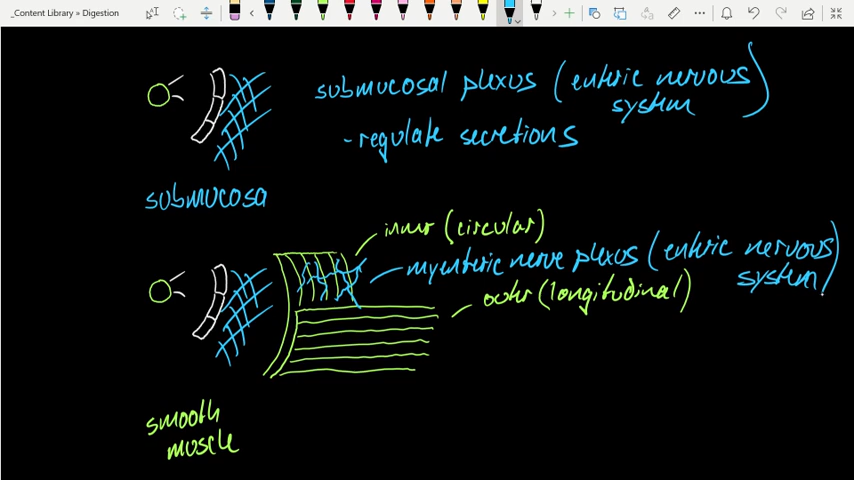 _Content Library » Digestion
submucosal plexus (enteric nervous
system)
-regulate secretions
submucosa
inner (circular)
myenteric nerve plexus (enteric nervous
system)
outer (longitudinal)
smooth
muscle